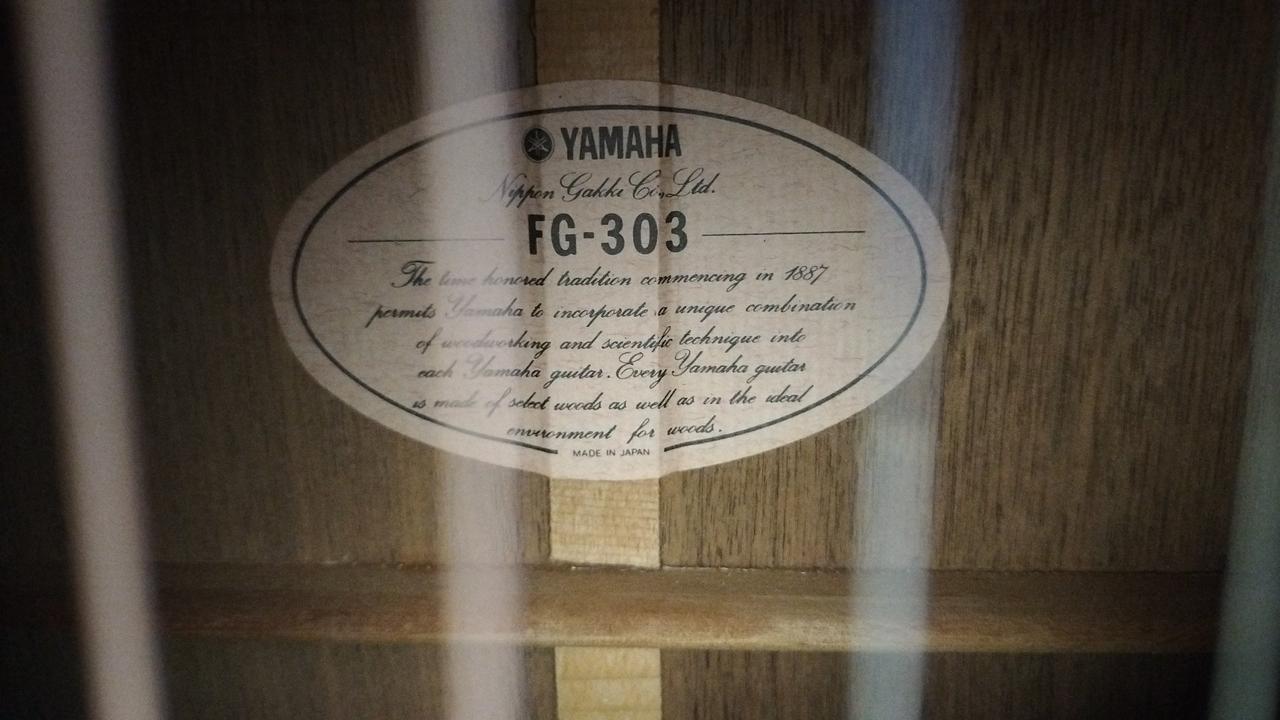 YAMAHA
Nippon Gakki Co., Ltd.
FG-303
The time honored tradition commencing in 1887
permits Yamaha to incorporate a unique combination
of woodworking and scientific technique into
each Yamaha guitar. Every Yamaha guitar
is made of select woods as well as in the ideal
environment for woods.
MADE IN JAPAN